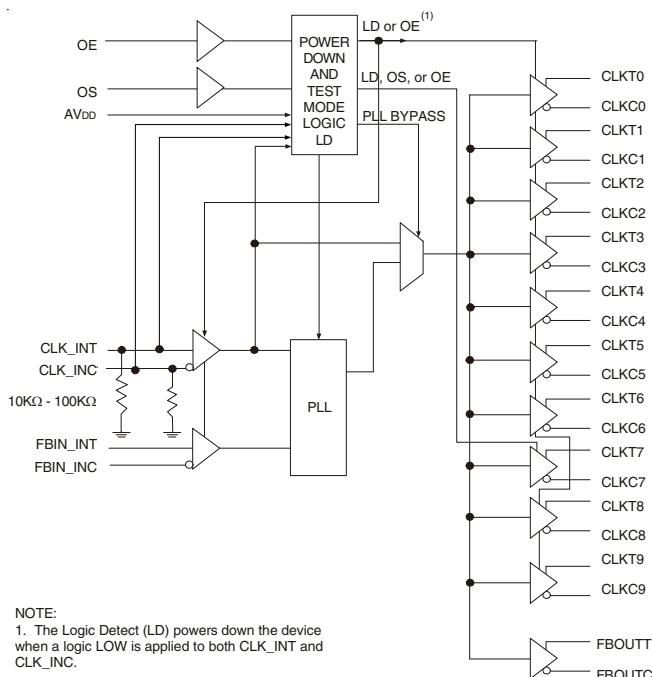 LD or OE(1)
OE
POWER
DOWN
AND
TEST
MODE
LOGIC
LD
OS
LD, OS, or OE
AVDD
PLL BYPASS
CLKT0
CLKC0
CLKT1
CLKC1
CLKT2
CLKC2
CLKT3
CLKC3
CLKT4
CLKC4
CLKT5
CLKC5
CLKT6
CLKC6
CLKT7
CLKC7
CLKT8
CLKC8
CLKT9
CLKC9
FBOUTT
FBOUTC
CLK_INT
CLK_INC
10KΩ - 100KΩ
PLL
FBIN_INT
FBIN_INC
NOTE:
1. The Logic Detect (LD) powers down the device
when a logic LOW is applied to both CLK_INT and
CLK_INC.